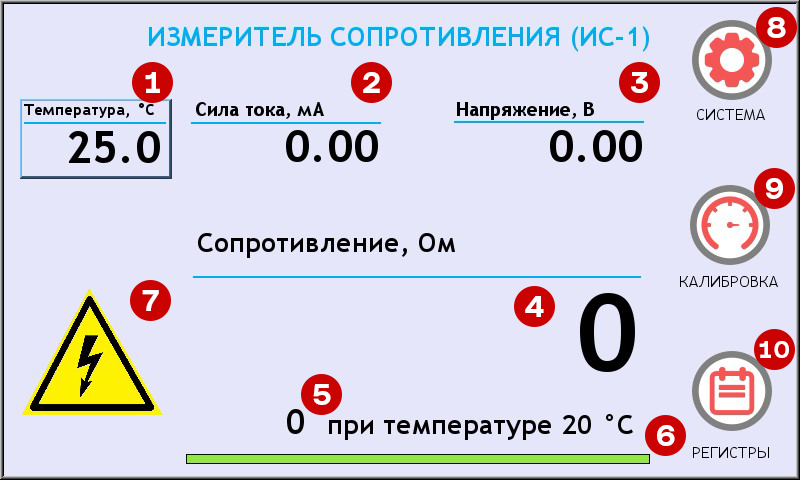 ИЗМЕРИТЕЛЬ СОПРОТИВЛЕНИЯ (ИС-1)
8
СИСТЕМА
1
2
3
Температура, °C
Сила тока, мА
Напряжение, В
25.0
0.00
0.00
9
КАЛИБРОВКА
Сопротивление, Ом
7
4
0
10
РЕГИСТРЫ
5
0 при температуре 20 °C
6